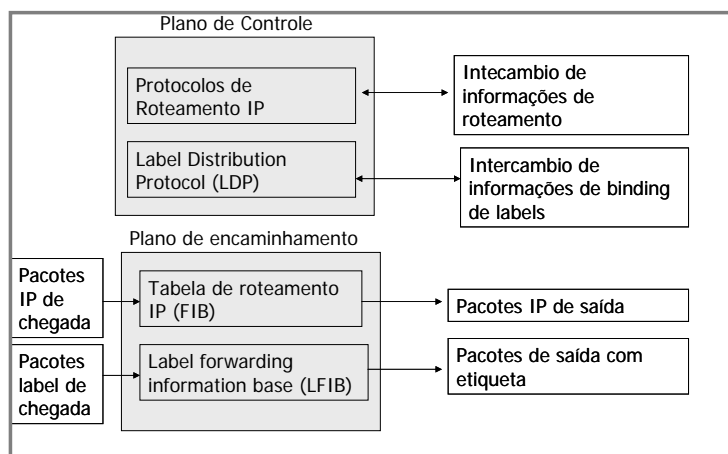 Plano de Controle
Protocolos de
Roteamento IP
Intecambio de
informações de
roteamento
Label Distribution
Protocol (LDP)
Intercambio de
informações de binding
de labels
Plano de encaminhamento
Pacotes
IP de
chegada
Tabela de roteamento
IP (FIB)
Pacotes IP de saída
Pacotes
label de
chegada
Label forwarding
information base (LFIB)
Pacotes de saída com
etiqueta